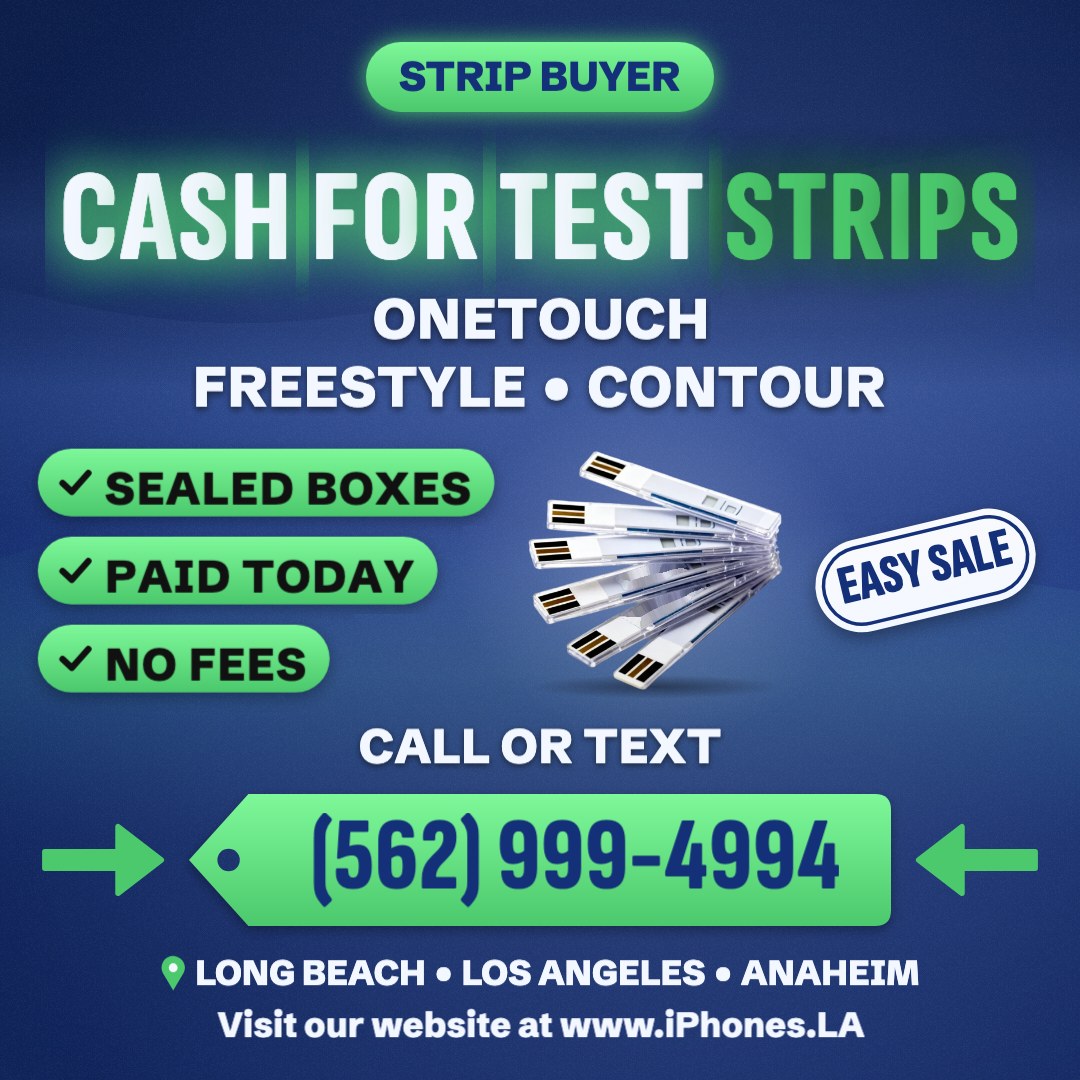 STRIP BUYER
CASH FOR TEST STRIPS
ONETOUCH
FREESTYLE • CONTOUR
✓ SEALED BOXES
✓ PAID TODAY
✓ NO FEES
EASY SALE
CALL OR TEXT
(562) 999-4994
LONG BEACH • LOS ANGELES • ANAHEIM
Visit our website at www.iPhones.LA